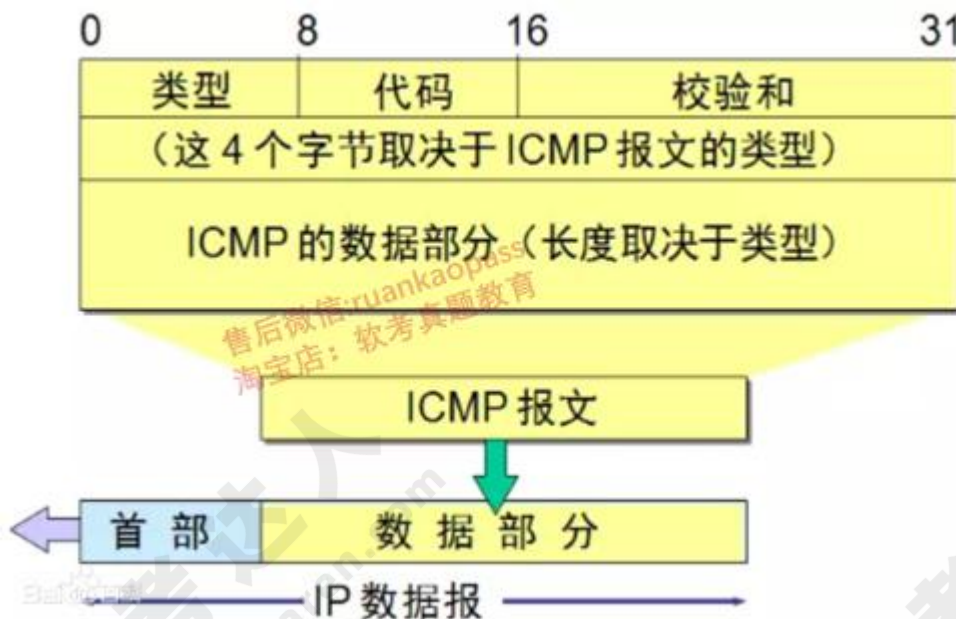 0 8 16 31
类型 代码 校验和
（这 4 个字节取决于 ICMP 报文的类型）
ICMP 的数据部分（长度取决于类型）
售后微信:ruankaopass
淘宝店：软考真题教育
ICMP 报文
首 部 数 据 部 分
IP 数据报